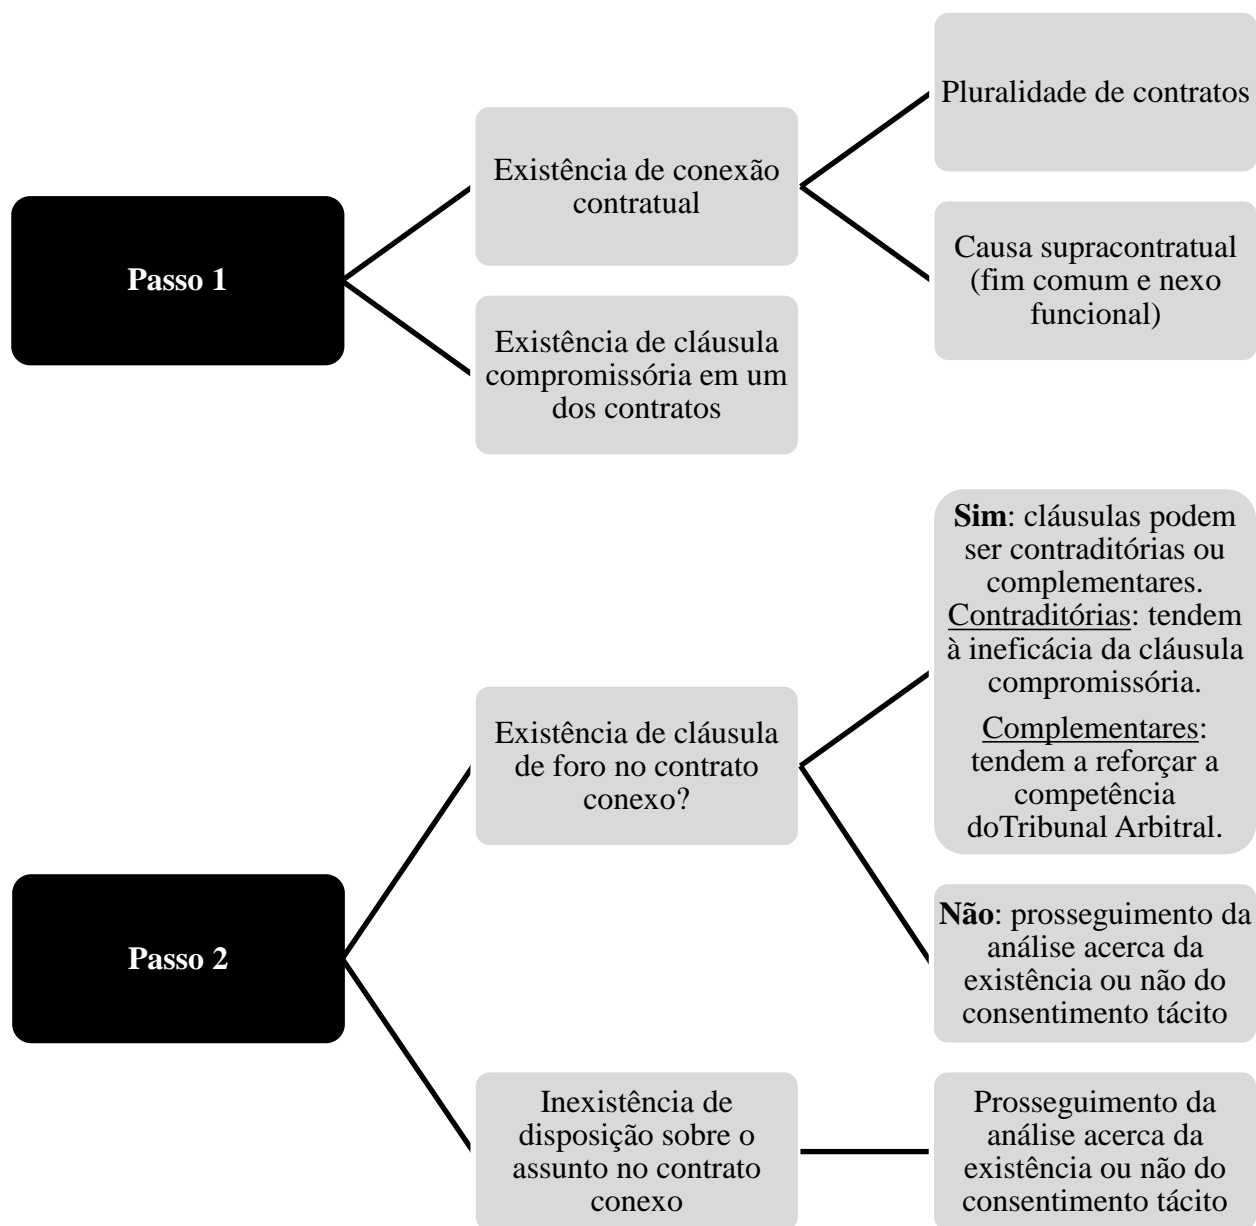 Passo 1
Existência de conexão
contratual
Pluralidade de contratos
Causa supracontratual
(fim comum e nexo
funcional)
Existência de cláusula
compromissória em um
dos contratos
Passo 2
Existência de cláusula
de foro no contrato
conexo?
Sim: cláusulas podem
ser contraditórias ou
complementares.
Contraditórias: tendem
à ineficácia da cláusula
compromissória.
Complementares:
tendem a reforçar a
competência
doTribunal Arbitral.
Não: prosseguimento da
análise acerca da
existência ou não do
consentimento tácito
Inexistência de
disposição sobre o
assunto no contrato
conexo
Prosseguimento da
análise acerca da
existência ou não do
consentimento tácito